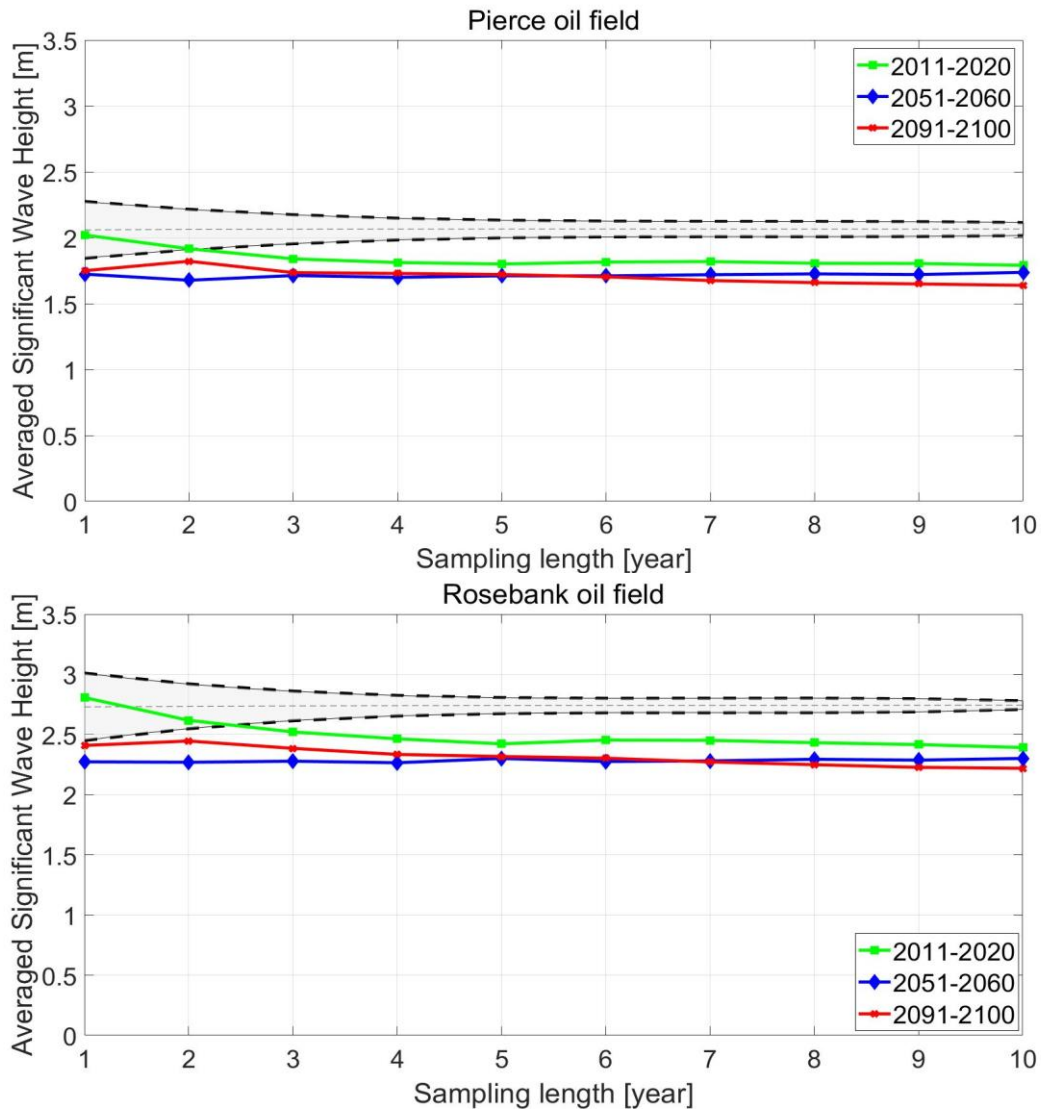 Pierce oil field
3.5
3
2.5
2
1.5
1
0.5
0
Averaged Significant Wave Height [m]
2011-2020
2051-2060
2091-2100
1 2 3 4 5 6 7 8 9 10
Sampling length [year]
Rosebank oil field
3.5
3
2.5
2
1.5
1
0.5
0
Averaged Significant Wave Height [m]
2011-2020
2051-2060
2091-2100
1 2 3 4 5 6 7 8 9 10
Sampling length [year]